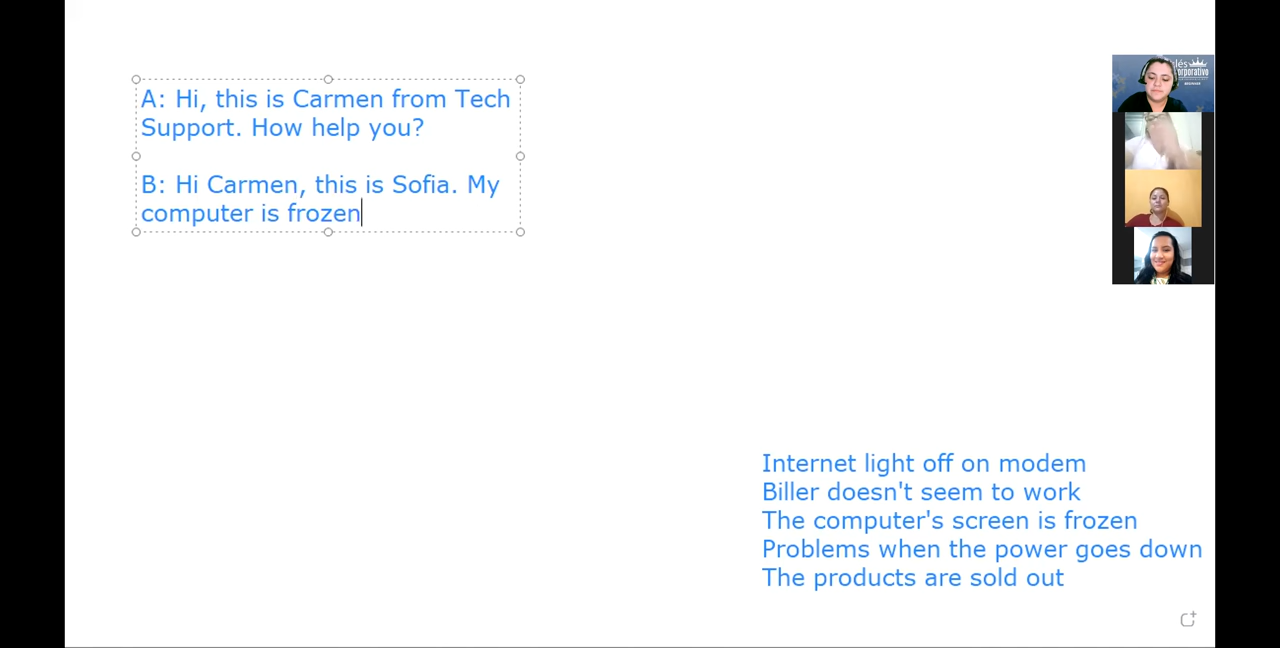 A: Hi, this is Carmen from Tech
Support. How help you?
B: Hi Carmen, this is Sofia. My
computer is frozen
Internet light off on modem
Biller doesn't seem to work
The computer's screen is frozen
Problems when the power goes down
The products are sold out